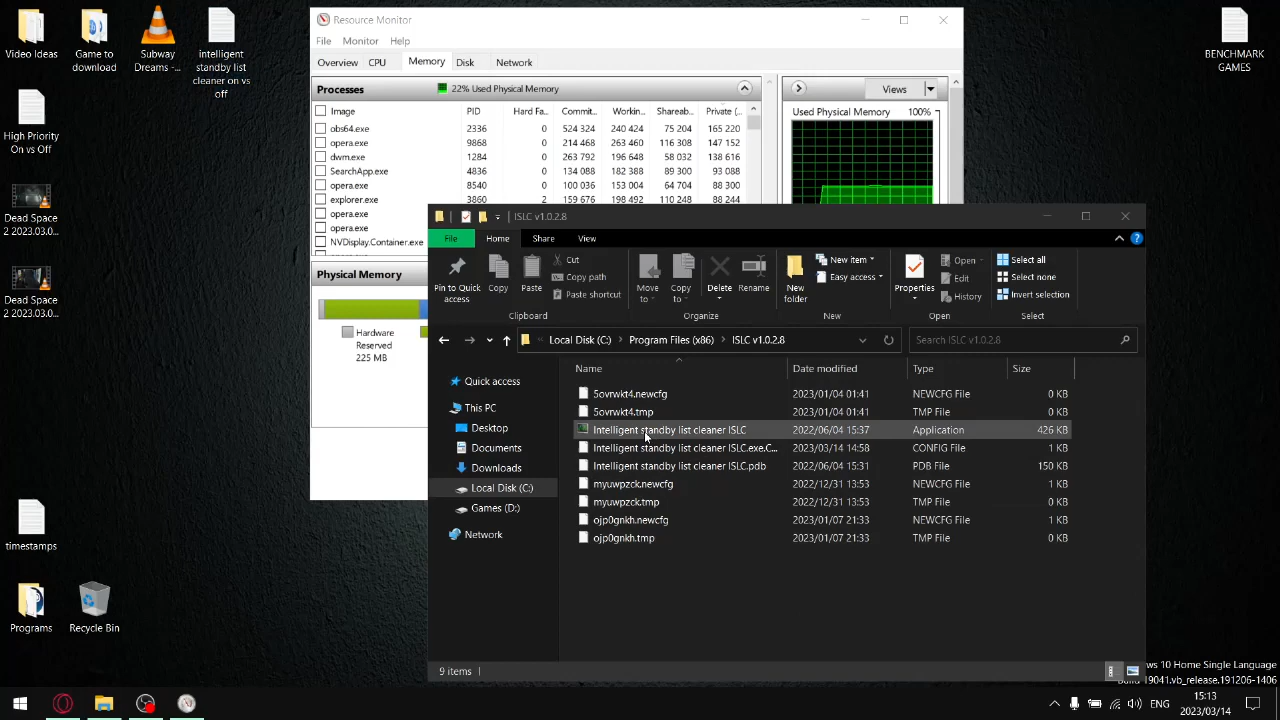 Video Ideas
Game to
download
Subway
Dreams -...
intelligent
standby list
cleaner on vs
off
High Priority
On vs Off
Dead Space
2 2023.03.0...
Dead Space
2 2023.03.0...
timestamps
Programs
Recycle Bin
BENCHMARK
GAMES
Resource Monitor
File Monitor Help
Overview CPU Memory Disk Network
Processes 22% Used Physical Memory
Image PID Hard Fa... Commit... Workin... Shareab... Private (...
obs64.exe 2336 0 524 324 240 424 75 204 165 220
opera.exe 9868 0 214 468 263 460 116 308 147 152
dwm.exe 1284 0 263 792 196 648 58 032 138 616
SearchApp.exe 4836 0 134 088 182 388 89 300 93 088
opera.exe 8540 0 100 036 153 004 64 704 88 300
explorer.exe 3860 2 159 676 198 492 110 248 88 244
opera.exe
opera.exe
NVDisplay.Container.exe
Physical Memory
Hardware
Reserved
225 MB
Views
Used Physical Memory 100%
ISLC v1.0.2.8
File Home Share View
Pin to Quick
access
Copy
Paste
Cut
Copy path
Paste shortcut
Clipboard
Move
to
Copy
to
Delete
Rename
Organize
New
folder
New item
Easy access
New
Properties
Open
Edit
History
Open
Select all
Select none
Invert selection
Select
Local Disk (C:) Program Files (x86) ISLC v1.0.2.8
Search ISLC v1.0.2.8
Quick access
This PC
Desktop
Documents
Downloads
Local Disk (C:)
Games (D:)
Network
Name Date modified Type Size
5ovrwkt4.newcfg 2023/01/04 01:41 NEWCFG File 0 KB
5ovrwkt4.tmp 2023/01/04 01:41 TMP File 0 KB
Intelligent standby list cleaner ISLC 2022/06/04 15:37 Application 426 KB
Intelligent standby list cleaner ISLC.exe.C... 2023/03/14 14:58 CONFIG File 1 KB
Intelligent standby list cleaner ISLC.pdb 2022/06/04 15:31 PDB File 150 KB
myuwpzck.newcfg 2022/12/31 13:53 NEWCFG File 0 KB
myuwpzck.tmp 2022/12/31 13:53 TMP File 0 KB
ojp0gnkh.newcfg 2023/01/07 21:33 NEWCFG File 1 KB
ojp0gnkh.tmp 2023/01/07 21:33 TMP File 0 KB
9 items
ws 10 Home Single Language
19041.vb_release,191206-1406
ENG
15:13
2023/03/14